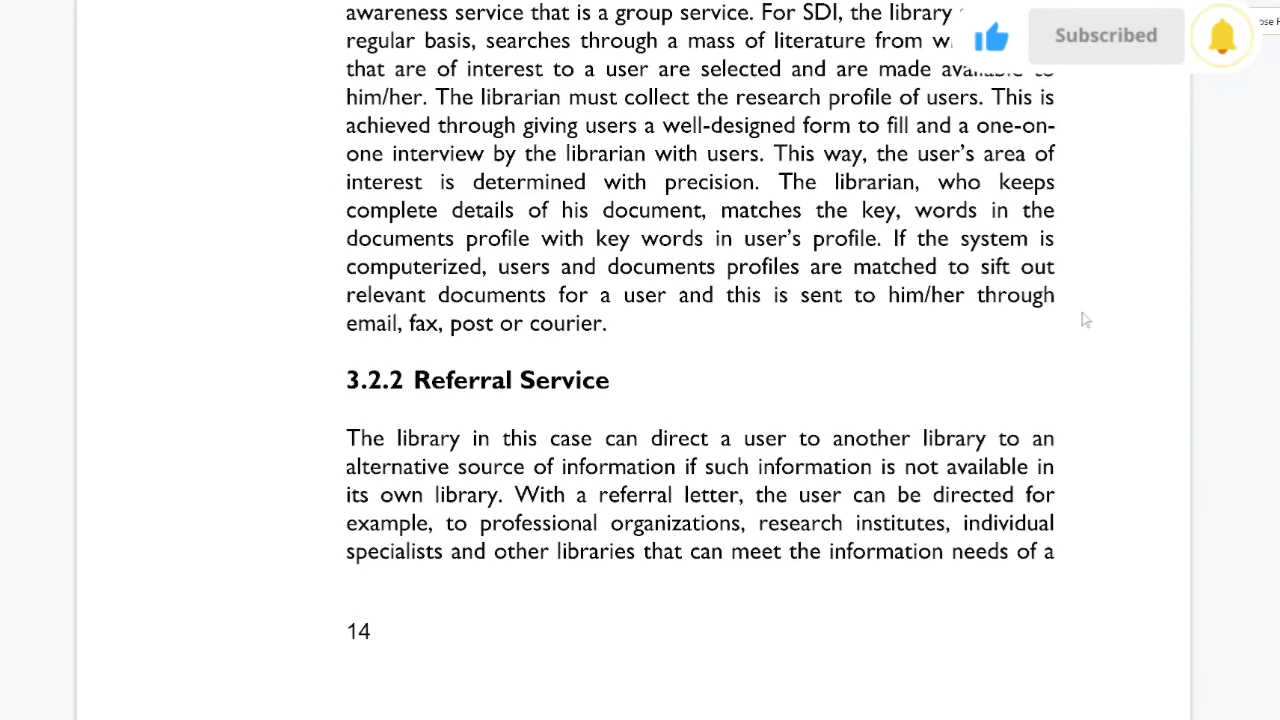 awareness service that is a group service. For SDI, the library
regular basis, searches through a mass of literature from
that are of interest to a user are selected and are made available to
him/her. The librarian must collect the research profile of users. This is
achieved through giving users a well-designed form to fill and a one-on-
one interview by the librarian with users. This way, the user's area of
interest is determined with precision. The librarian, who keeps
complete details of his document, matches the key, words in the
documents profile with key words in user's profile. If the system is
computerized, users and documents profiles are matched to sift out
relevant documents for a user and this is sent to him/her through
email, fax, post or courier.
3.2.2 Referral Service
The library in this case can direct a user to another library to an
alternative source of information if such information is not available in
its own library. With a referral letter, the user can be directed for
example, to professional organizations, research institutes, individual
specialists and other libraries that can meet the information needs of a
14
Subscribed